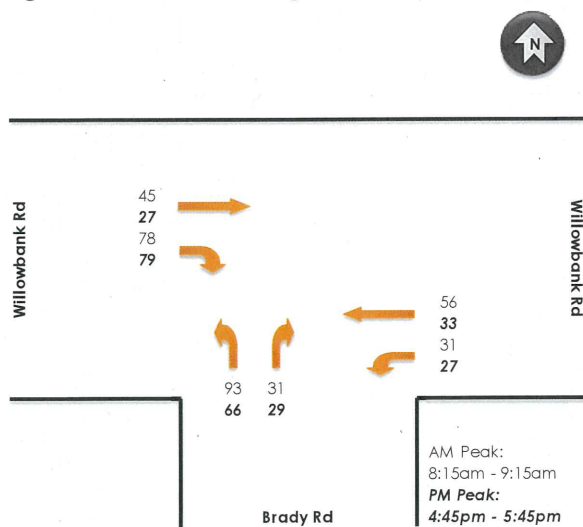 N
Willowbank Rd
Willowbank Rd
45
27
78
79
56
33
31
27
93 31
66 29
AM Peak:
8:15am - 9:15am
PM Peak:
4:45pm - 5:45pm
Brady Rd